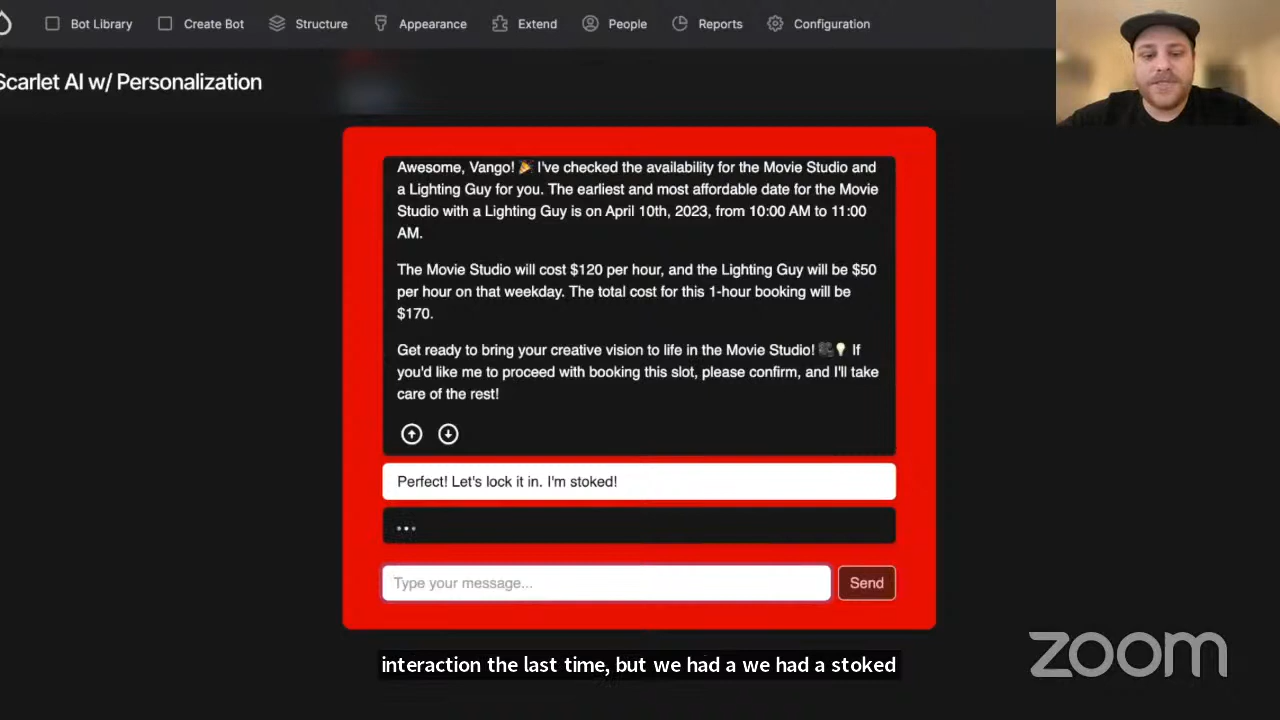 Bot Library
Create Bot
Structure
Appearance
Extend
People
Reports
Configuration
Scarlet AI w/ Personalization
Awesome, Vango! 🎉 I've checked the availability for the Movie Studio and
a Lighting Guy for you. The earliest and most affordable date for the Movie
Studio with a Lighting Guy is on April 10th, 2023, from 10:00 AM to 11:00
AM.
The Movie Studio will cost $120 per hour, and the Lighting Guy will be $50
per hour on that weekday. The total cost for this 1-hour booking will be
$170.
Get ready to bring your creative vision to life in the Movie Studio! 🎥💡 If
you'd like me to proceed with booking this slot, please confirm, and I'll take
care of the rest!
Perfect! Let's lock it in. I'm stoked!
Type your message...
Send
interaction the last time, but we had a we had a stoked
zoom